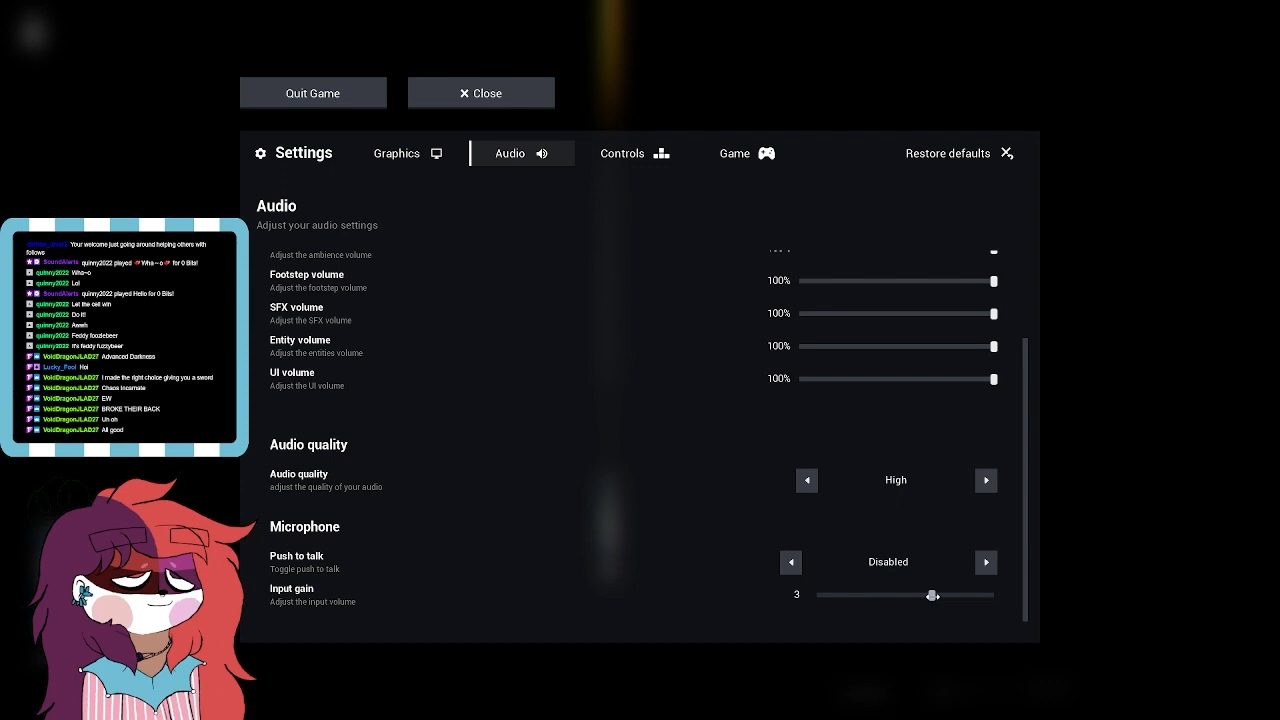 Quit Game
Close
Settings
Graphics
Audio
Controls
Game
Restore defaults
Audio
Adjust your audio settings
Adjust the ambience volume
Footstep volume
100%
Adjust the footstep volume
SFX volume
100%
Adjust the SFX volume
Entity volume
100%
Adjust the entities volume
UI volume
100%
Adjust the UI volume
Audio quality
Audio quality
High
adjust the quality of your audio
Microphone
Push to talk
Disabled
Toggle push to talk
Input gain
3
Adjust the input volume
Your welcome just going around helping others with
follows
SoundAlerts quinny2022 played Wha~o for 0 Bits!
quinny2022 Wha~o
quinny2022 Lol
SoundAlerts quinny2022 played Hello for 0 Bits!
quinny2022 Let the cell win
quinny2022 Do it!
quinny2022 Awwh
quinny2022 Feddy foozlebeer
quinny2022 It's feddy fuzzybeer
VoidDragonJLAD27 Advanced Darkness
Lucky_Fool Hoi
VoidDragonJLAD27 I made the right choice giving you a sword
VoidDragonJLAD27 Chaos Incarnate
VoidDragonJLAD27 EW
VoidDragonJLAD27 BROKE THEIR BACK
VoidDragonJLAD27 Uh oh
VoidDragonJLAD27 All good